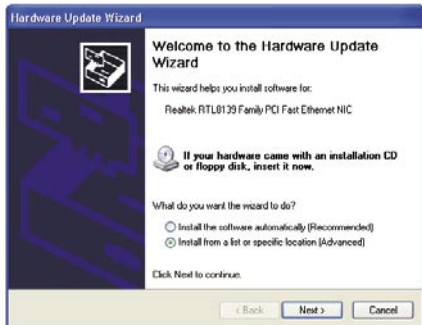 Hardware Update Wizard
Welcome to the Hardware Update
Wizard
This wizard helps you install software for:
Realtek RTL8139 Family PCI Fast Ethernet NIC
If your hardware came with an installation CD
or floppy disk, insert it now.
What do you want the wizard to do?
Install the software automatically (Recommended)
Install from a list or specific location (Advanced)
Click Next to continue.
< Back
Next >
Cancel